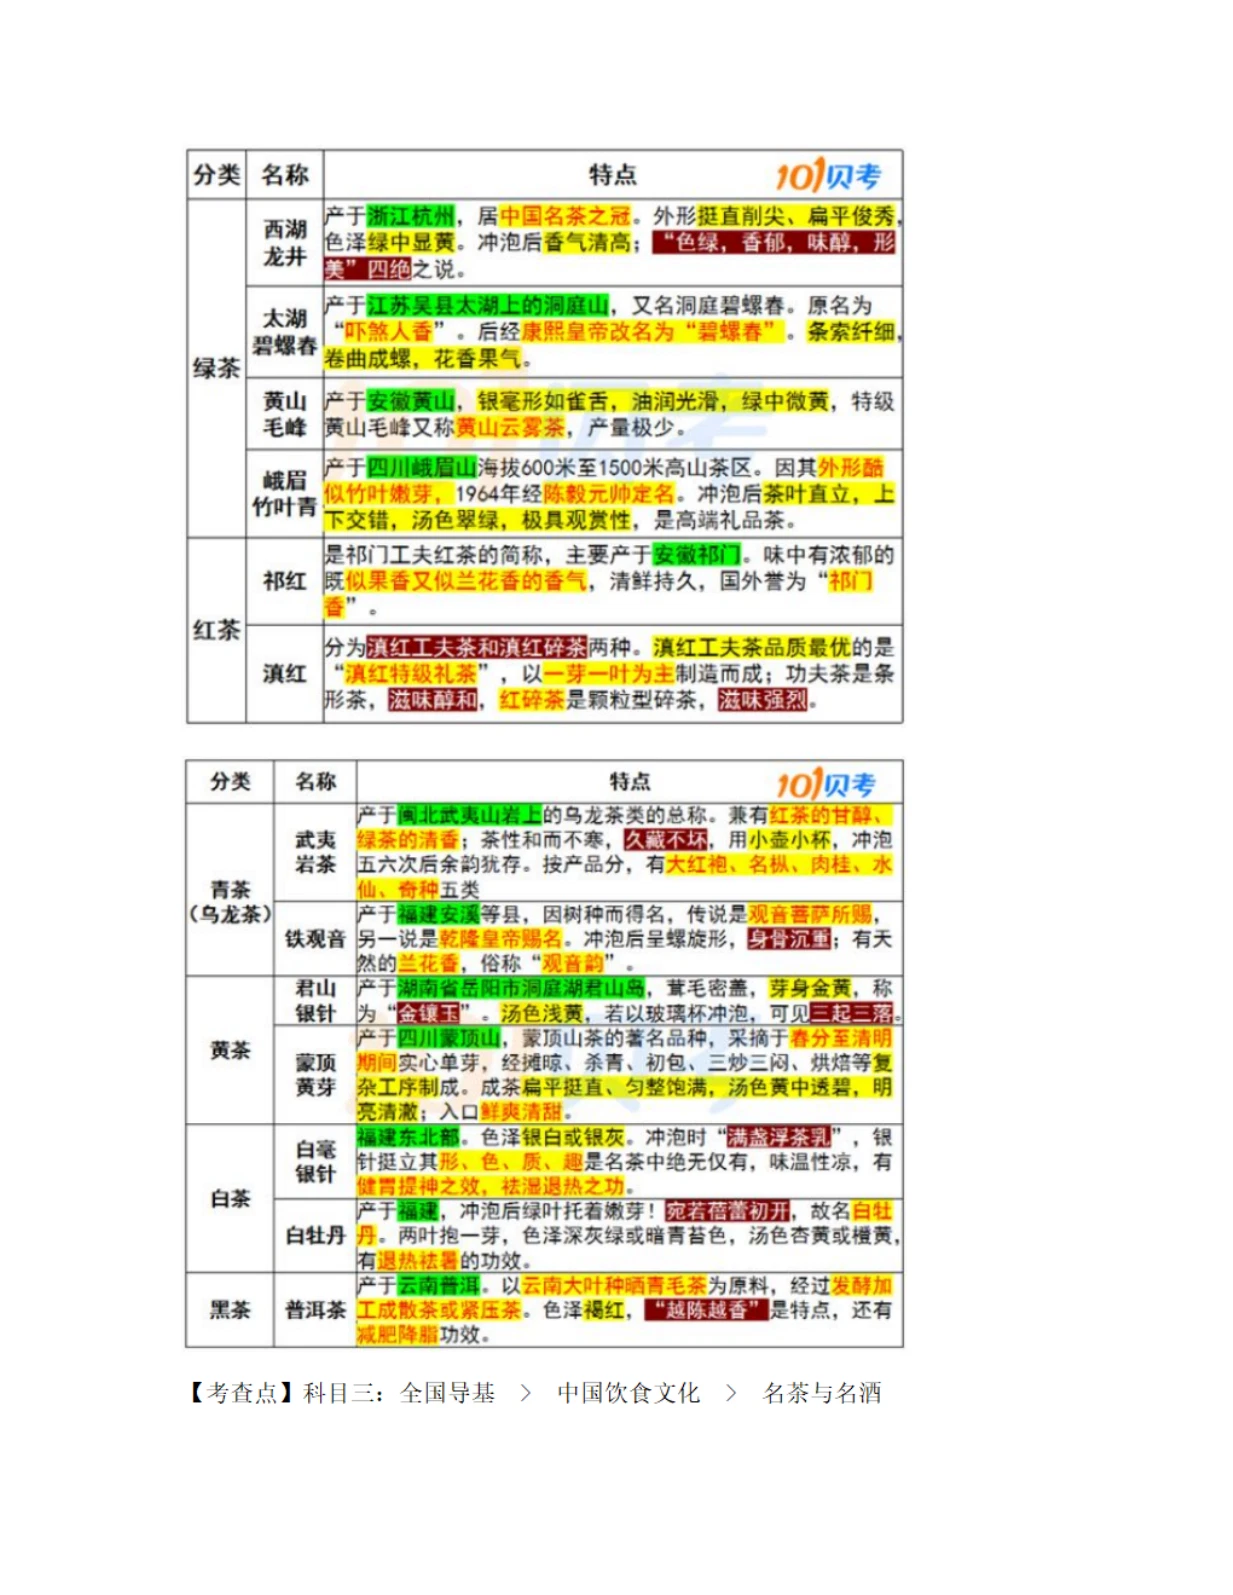 分类 名称 特点 101贝考
绿茶
西湖
龙井
产于浙江杭州，居中国名茶之冠。外形挺直削尖、扁平俊秀，
色泽绿中显黄。冲泡后香气清高；“色绿，香郁，味醇，形
美”四绝之说。
太湖
碧螺春
产于江苏吴县太湖上的洞庭山，又名洞庭碧螺春。原名为
“吓煞人香”。后经康熙皇帝改名为“碧螺春”。条索纤细，
卷曲成螺，花香果气。
黄山
毛峰
产于安徽黄山，银毫形如雀舌，油润光滑，绿中微黄，特级
黄山毛峰又称黄山云雾茶，产量极少。
峨眉
竹叶青
产于四川峨眉山海拔600米至1500米高山茶区。因其外形酷
似竹叶嫩芽，1964年经陈毅元帅定名。冲泡后茶叶直立，上
下交错，汤色翠绿，极具观赏性，是高端礼品茶。
红茶
祁红
是祁门工夫红茶的简称，主要产于安徽祁门。味中有浓郁的
既似果香又似兰花香的香气，清鲜持久，国外誉为“祁门
香”。
滇红
分为滇红工夫茶和滇红碎茶两种。滇红工夫茶品质最优的是
“滇红特级礼茶”，以一芽一叶为主制造而成；功夫茶是条
形茶，滋味醇和，红碎茶是颗粒型碎茶，滋味强烈。
分类 名称 特点 101贝考
青茶
（乌龙茶）
武夷
岩茶
产于闽北武夷山岩上的乌龙茶类的总称。兼有红茶的甘醇、
绿茶的清香；茶性和而不寒，久藏不坏，用小壶小杯，冲泡
五六次后余韵犹存。按产品分，有大红袍、名枞、肉桂、水
仙、奇种五类
铁观音
产于福建安溪等县，因树种而得名，传说是观音菩萨所赐，
另一说是乾隆皇帝赐名。冲泡后呈螺旋形，身骨沉重；有天
然的兰花香，俗称“观音韵”。
黄茶
君山
银针
产于湖南省岳阳市洞庭湖君山岛，茸毛密盖，芽身金黄，称
为“金镶玉”。汤色浅黄，若以玻璃杯冲泡，可见三起三落。
蒙顶
黄芽
产于四川蒙顶山，蒙顶山茶的著名品种，采摘于春分至清明
期间实心单芽，经摊晾、杀青、初包、三炒三闷、烘焙等复
杂工序制成。成茶扁平挺直、匀整饱满，汤色黄中透碧，明
亮清澈；入口鲜爽清甜。
白茶
白毫
银针
福建东北部。色泽银白或银灰。冲泡时“满盏浮茶乳”，银
针挺立其形、色、质、趣是名茶中绝无仅有，味温性凉，有
健胃提神之效，祛湿退热之功。
白牡丹
产于福建，冲泡后绿叶托着嫩芽！宛若蓓蕾初开，故名白牡
丹。两叶抱一芽，色泽深灰绿或暗青苔色，汤色杏黄或橙黄，
有退热祛暑的功效。
黑茶
普洱茶
产于云南普洱。以云南大叶种晒青毛茶为原料，经过发酵加
工成散茶或紧压茶。色泽褐红，“越陈越香”是特点，还有
减肥降脂功效。
【考查点】科目三：全国导基 > 中国饮食文化 > 名茶与名酒